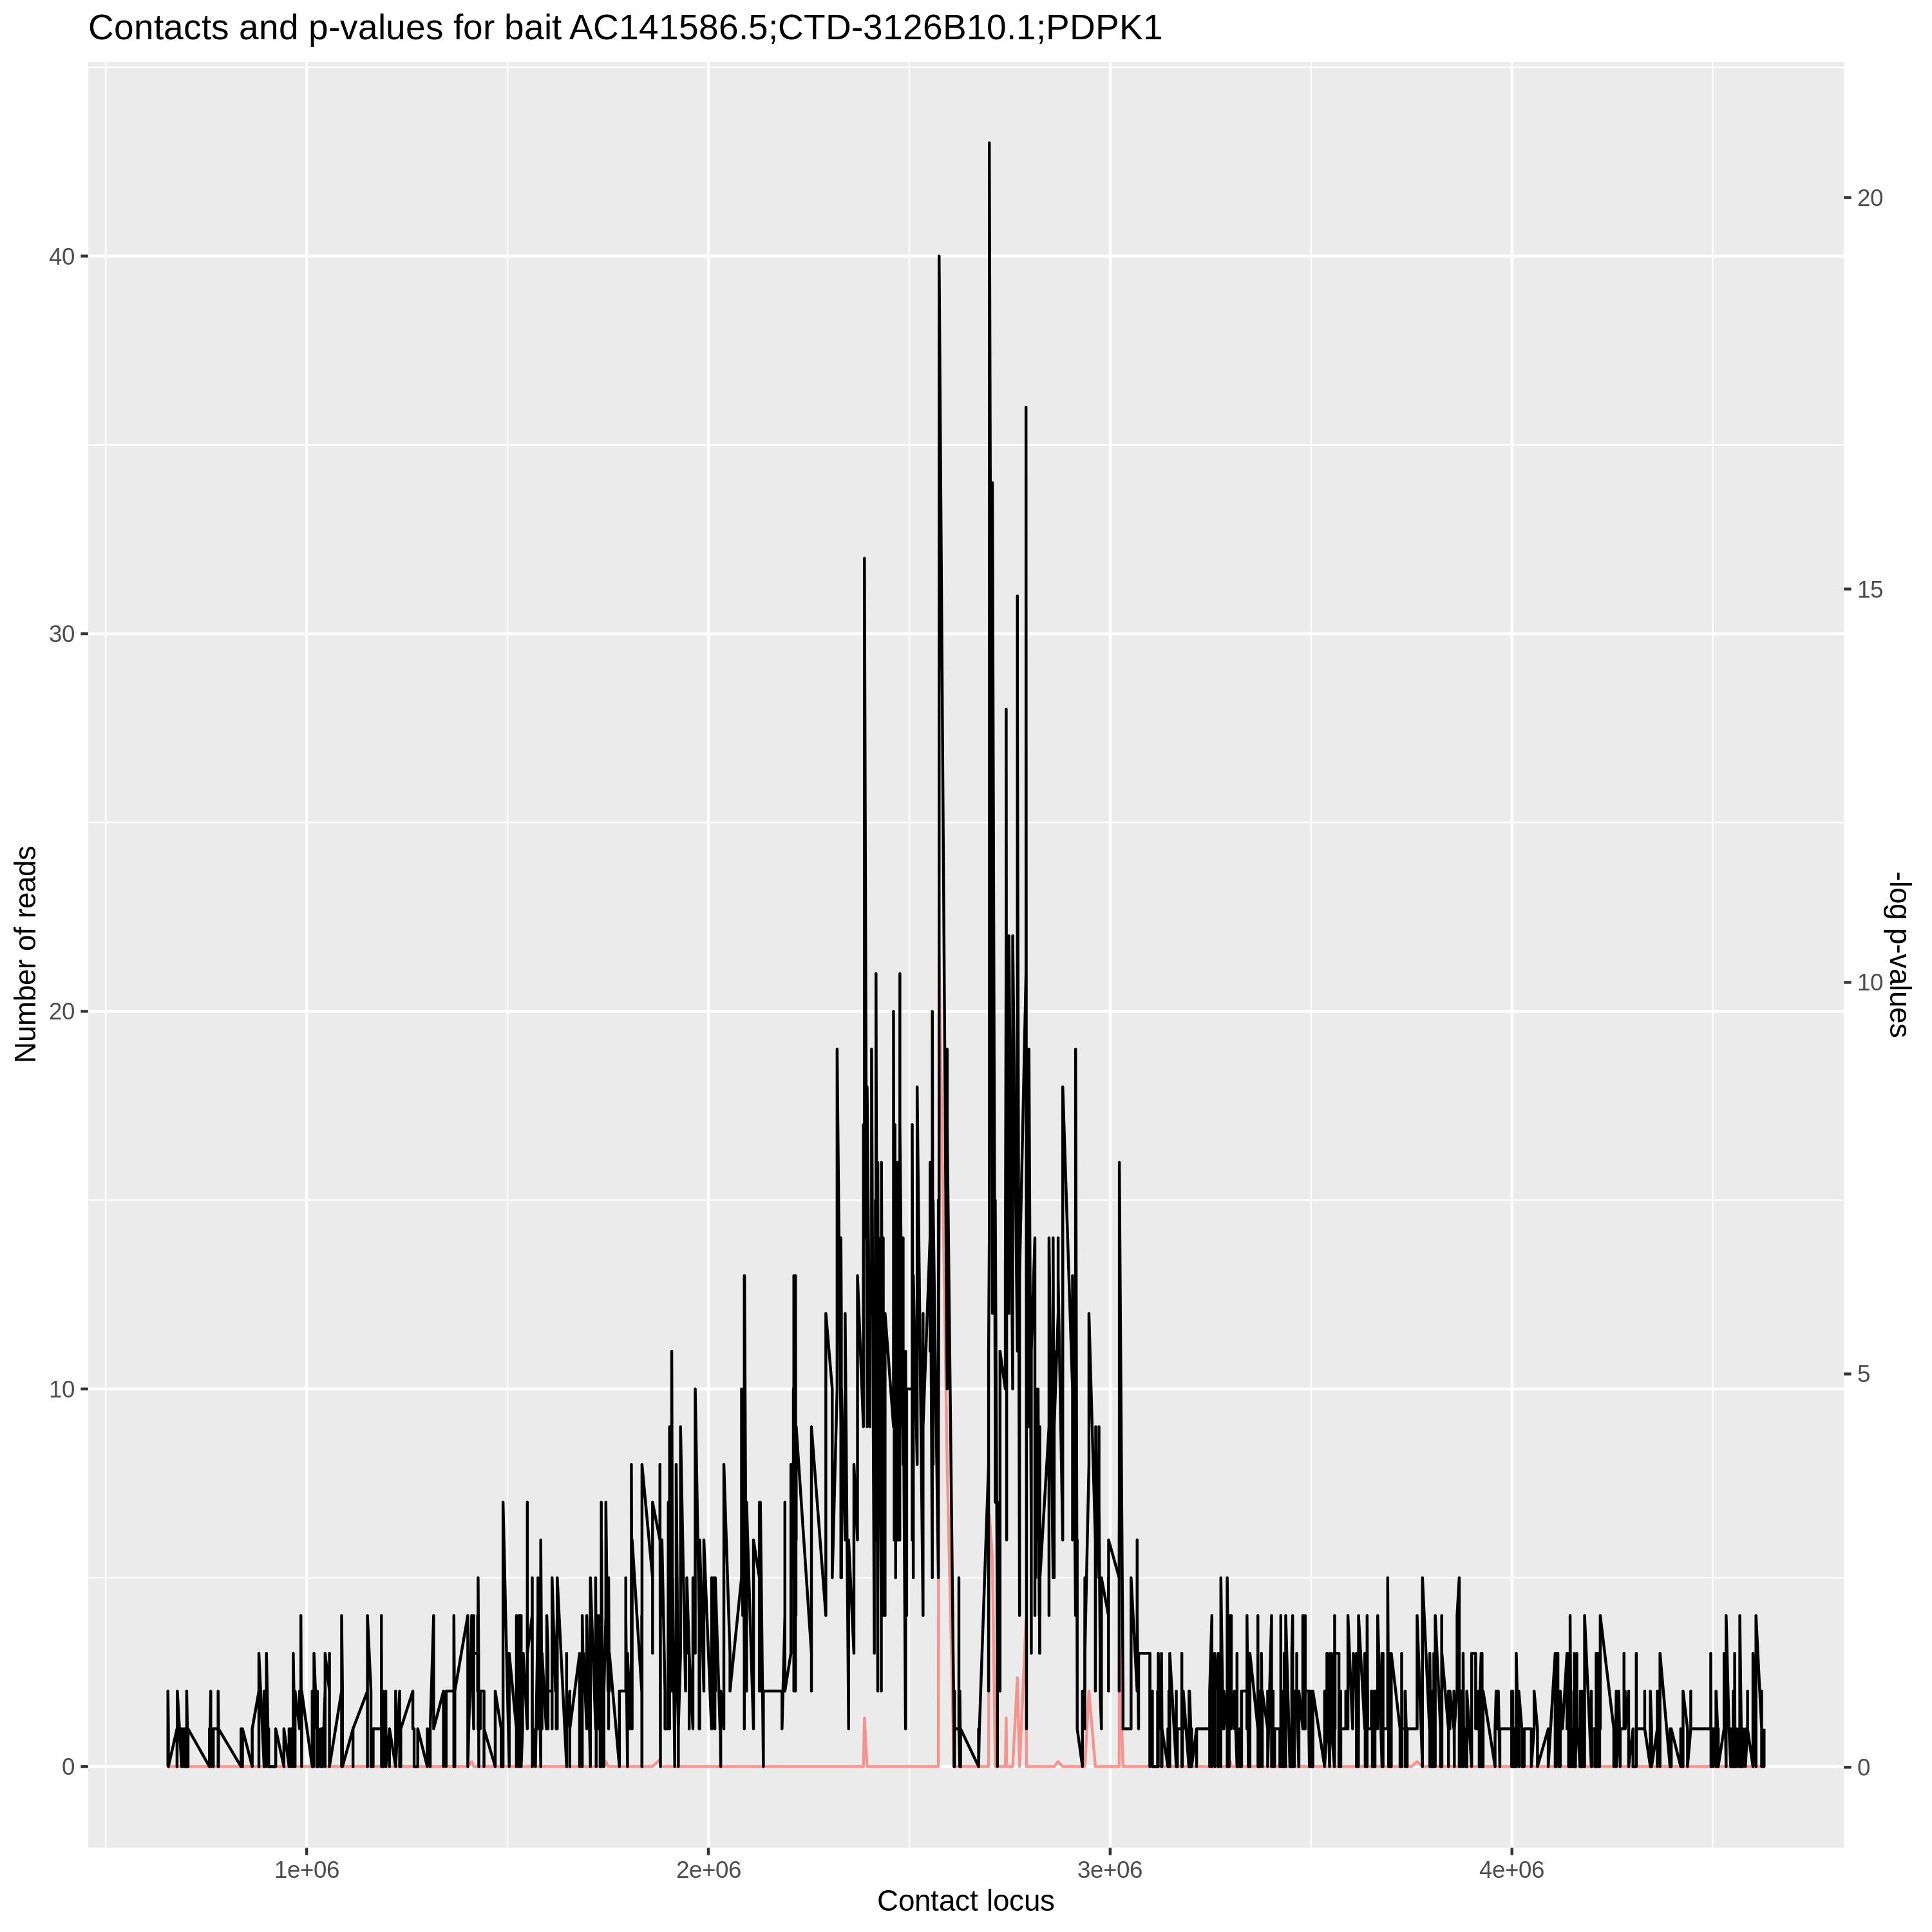 Contacts and p-values for bait AC141586.5;CTD-3126B10.1;PDPK1
40
30
20
10
0
Number of reads
20
15
10
5
0
-log p-values
1e+06
2e+06
3e+06
4e+06
Contact locus